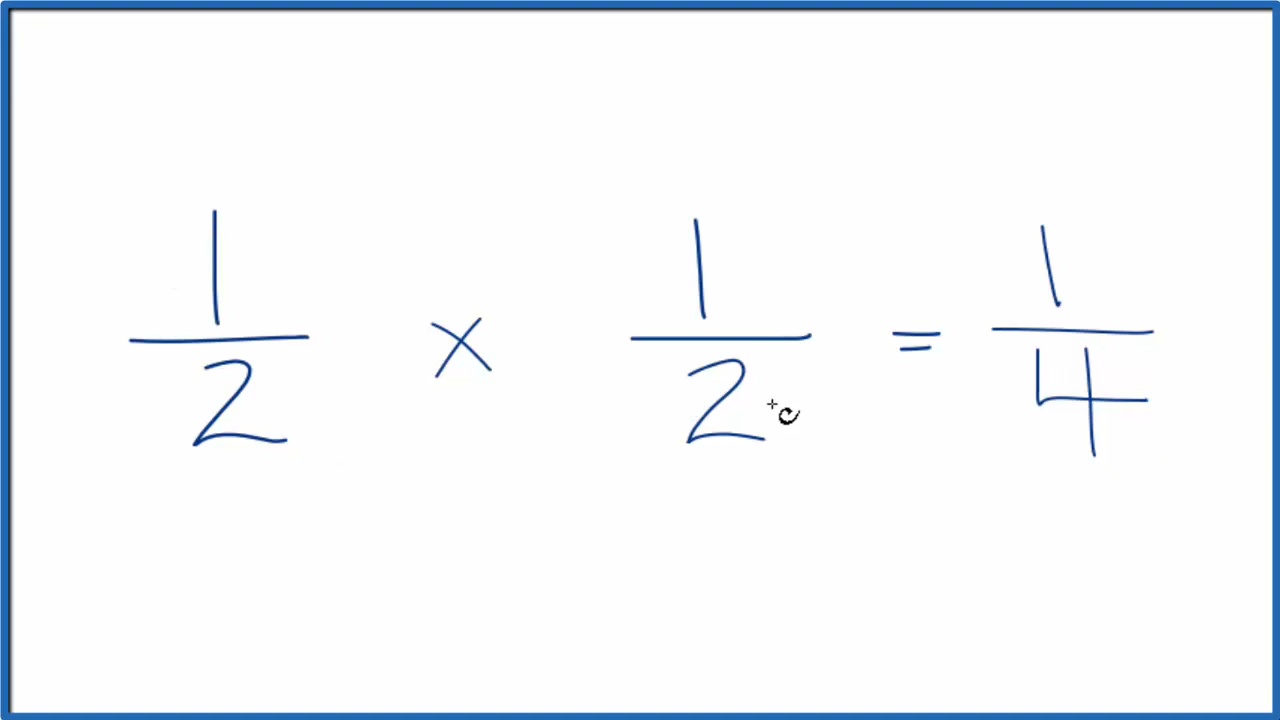 1/2 × 1/2 = 1/4